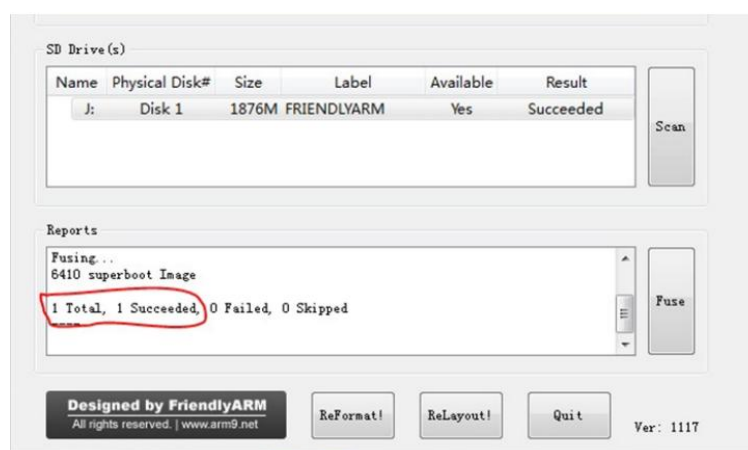 SD Drive(s)
Name Physical Disk# Size Label Available Result
J: Disk 1 1876M FRIENDLYARM Yes Succeeded
Scan
Reports
Fusing...
6410 superboot Image
1 Total, 1 Succeeded, 0 Failed, 0 Skipped
----
Fuse
Designed by FriendlyARM
All rights reserved. | www.arm9.net
ReFormat!
ReLayout!
Quit
Ver: 1117